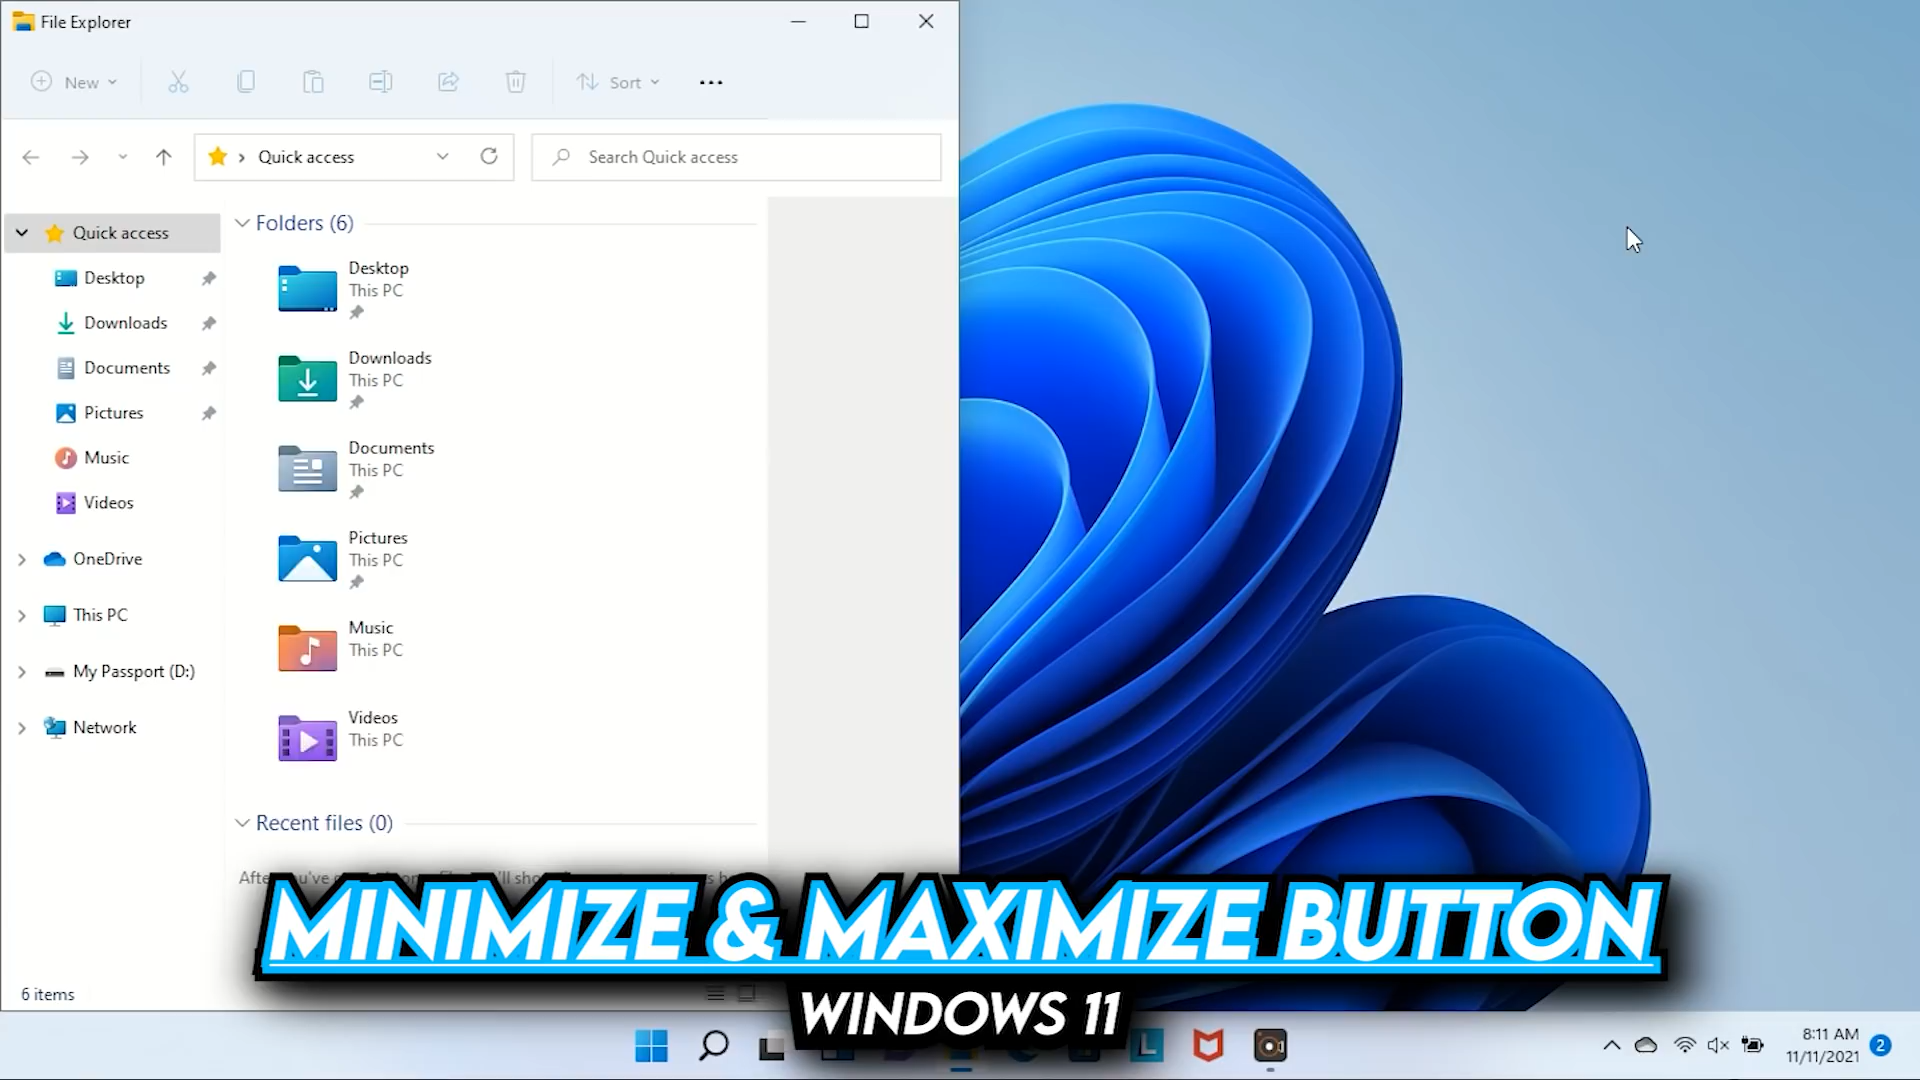 File Explorer
New
Sort
Quick access
Search Quick access
Quick access
Desktop
Downloads
Documents
Pictures
Music
Videos
OneDrive
This PC
My Passport (D:)
Network
Folders (6)
Desktop
This PC
Downloads
This PC
Documents
This PC
Pictures
This PC
Music
This PC
Videos
This PC
Recent files (0)
MINIMIZE & MAXIMIZE BUTTON
WINDOWS 11
6 items
L
8:11 AM
11/11/2021
2